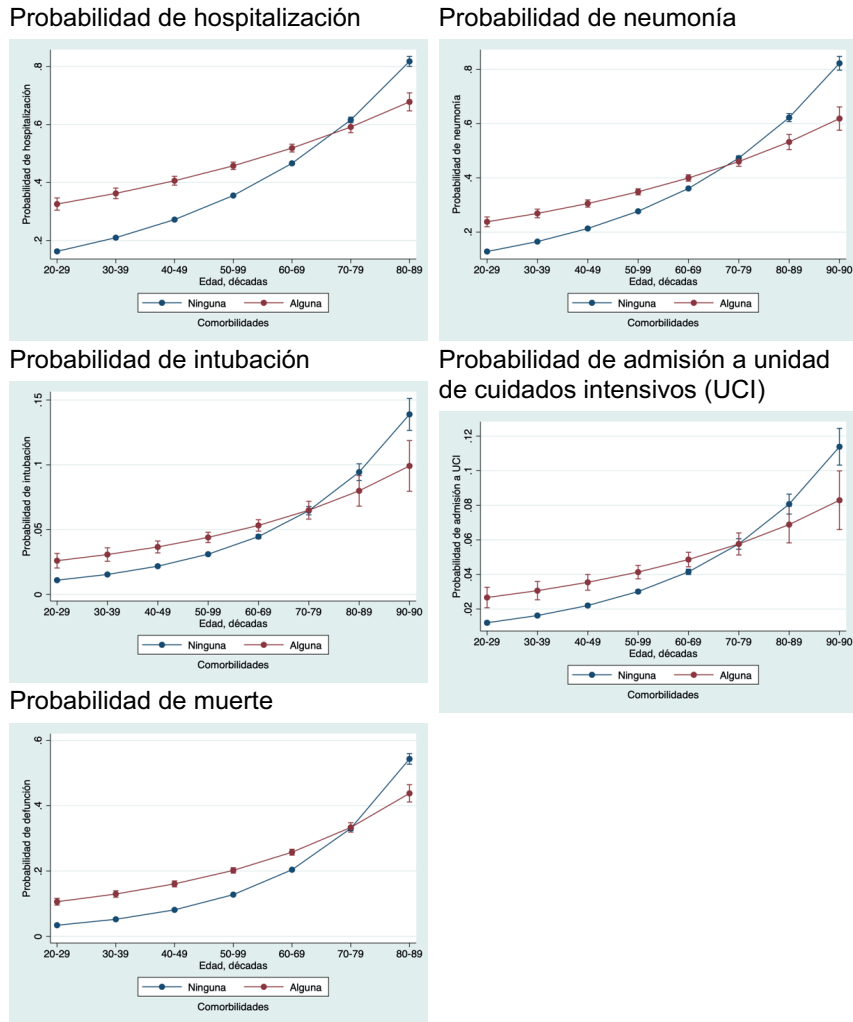 Probabilidad de hospitalización
Probabilidad de hospitalización
.8
.6
.4
.2
20-29 30-39 40-49 50-99 60-69 70-79 80-89
Edad, décadas
Ninguna Alguna
Comorbilidades
Probabilidad de neumonía
Probabilidad de neumonía
.8
.6
.4
.2
20-29 30-39 40-49 50-99 60-69 70-79 80-89 90-99
Edad, décadas
Ninguna Alguna
Comorbilidades
Probabilidad de intubación
Probabilidad de intubación
.15
.1
.05
0
20-29 30-39 40-49 50-99 60-69 70-79 80-89 90-90
Edad, décadas
Ninguna Alguna
Comorbilidades
Probabilidad de admisión a unidad
de cuidados intensivos (UCI)
Probabilidad de admisión a UCI
.12
.1
.08
.06
.04
.02
20-29 30-39 40-49 50-99 60-69 70-79 80-89 90-90
Edad, décadas
Ninguna Alguna
Comorbilidades
Probabilidad de muerte
Probabilidad de defunción
.6
.4
.2
0
20-29 30-39 40-49 50-99 60-69 70-79 80-89
Edad, décadas
Ninguna Alguna
Comorbilidades